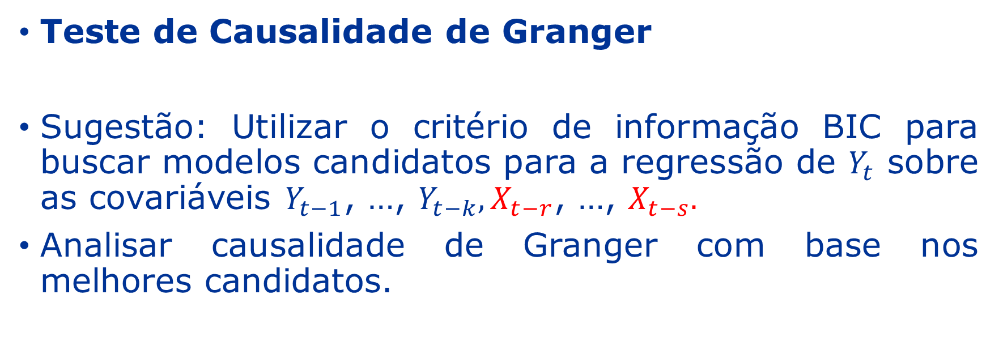 • Teste de Causalidade de Granger
• Sugestão: Utilizar o critério de informação BIC para
buscar modelos candidatos para a regressão de Y_t sobre
as covariáveis Y_{t−1}, …, Y_{t−k}, X_{t−r}, …, X_{t−s}.
• Analisar causalidade de Granger com base nos
melhores candidatos.